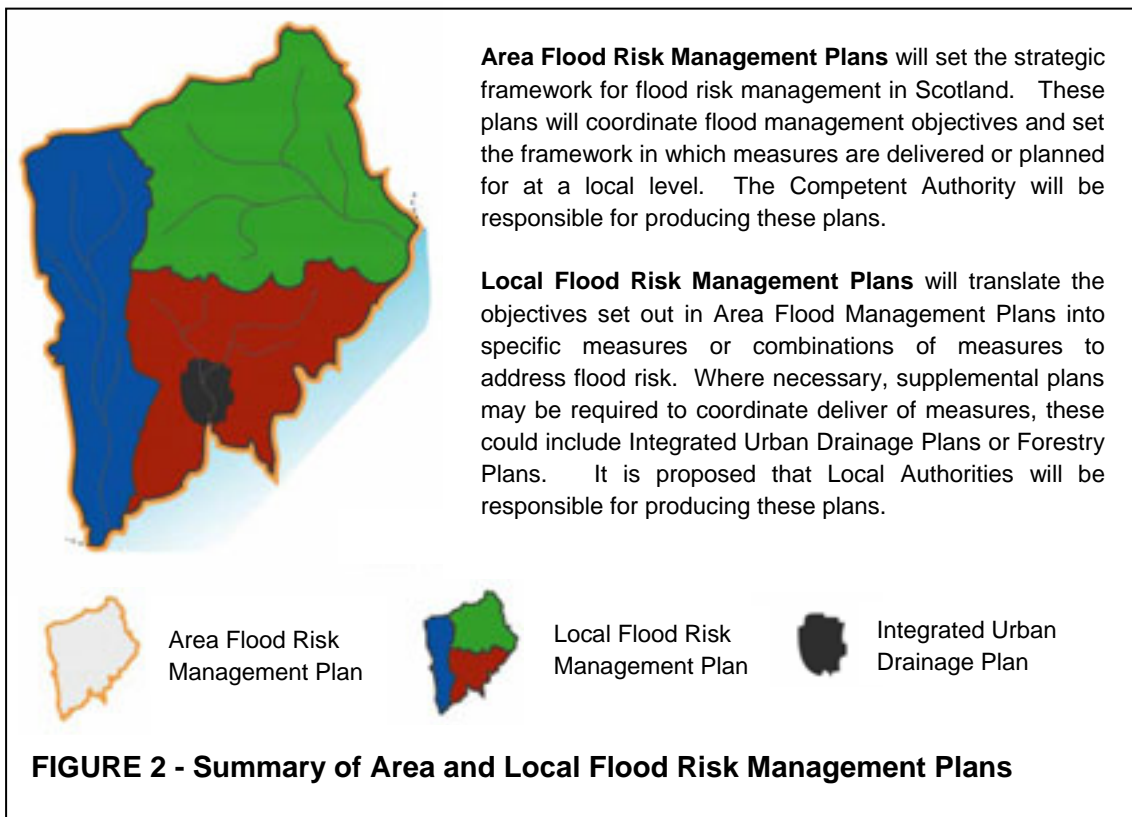 Area Flood Risk Management Plans will set the strategic
framework for flood risk management in Scotland. These
plans will coordinate flood management objectives and set
the framework in which measures are delivered or planned
for at a local level. The Competent Authority will be
responsible for producing these plans.
Local Flood Risk Management Plans will translate the
objectives set out in Area Flood Management Plans into
specific measures or combinations of measures to
address flood risk. Where necessary, supplemental plans
may be required to coordinate deliver of measures, these
could include Integrated Urban Drainage Plans or Forestry
Plans. It is proposed that Local Authorities will be
responsible for producing these plans.
Area Flood Risk
Management Plan
Local Flood Risk
Management Plan
Integrated Urban
Drainage Plan
FIGURE 2 - Summary of Area and Local Flood Risk Management Plans